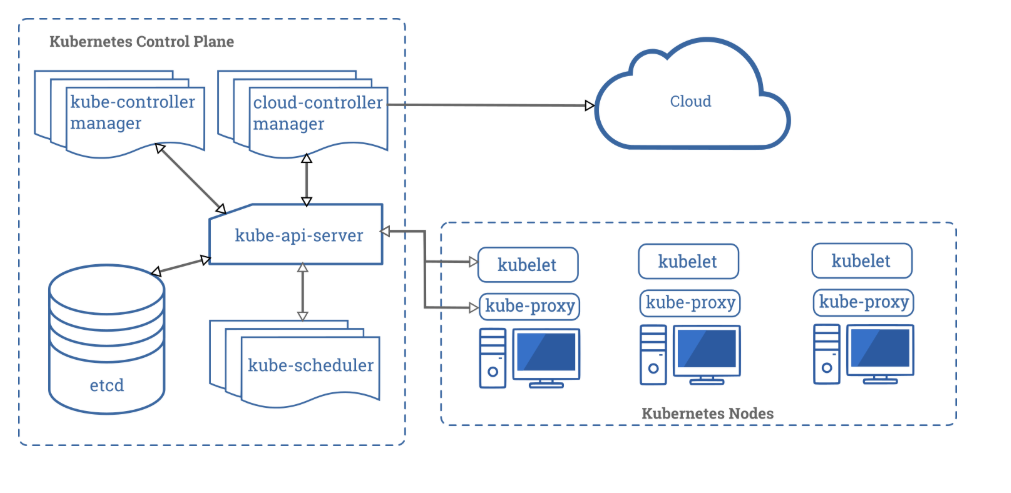 Kubernetes Control Plane
kube-controller
manager
cloud-controller
manager
Cloud
kube-api-server
etcd
kube-scheduler
kubelet
kubelet
kubelet
kube-proxy
kube-proxy
kube-proxy
Kubernetes Nodes